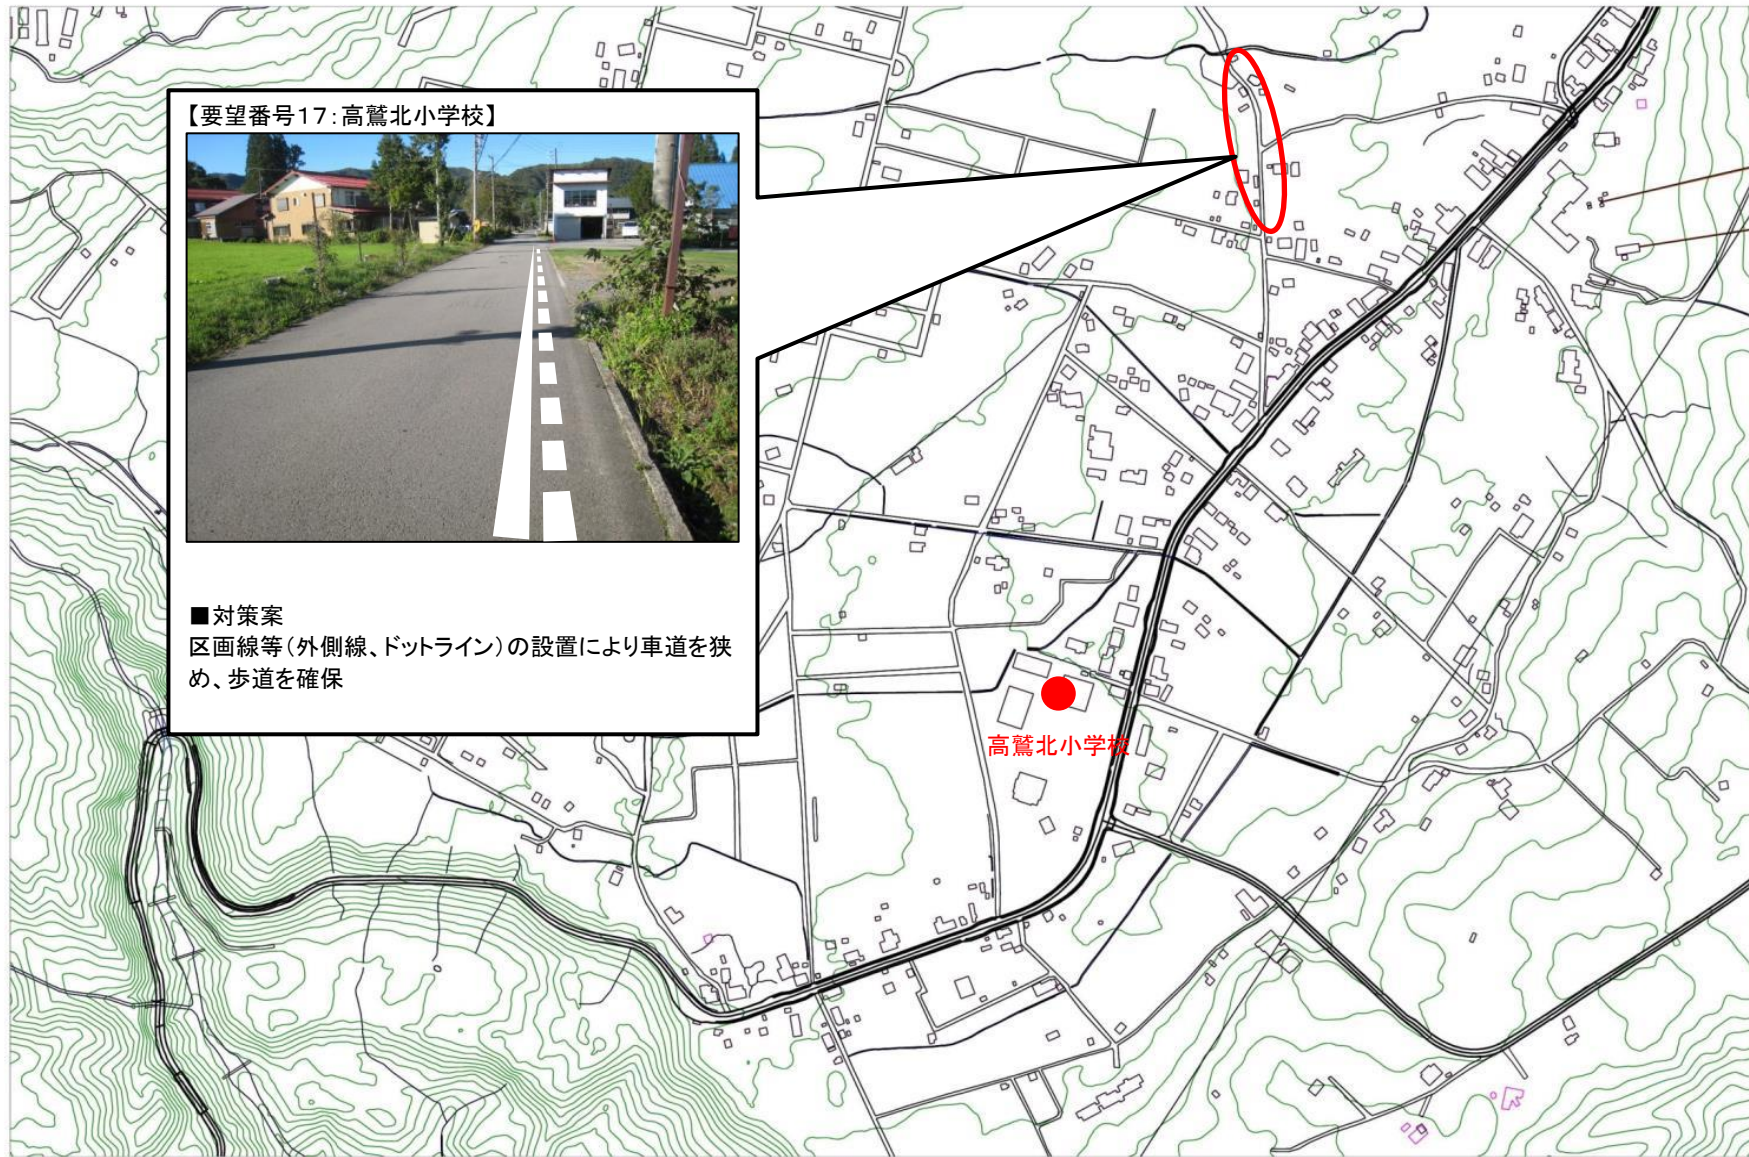 【要望番号17:高鷲北小学校】
■対策案
区画線等(外側線、ドットライン)の設置により車道を狭
め、歩道を確保
高鷲北小学校